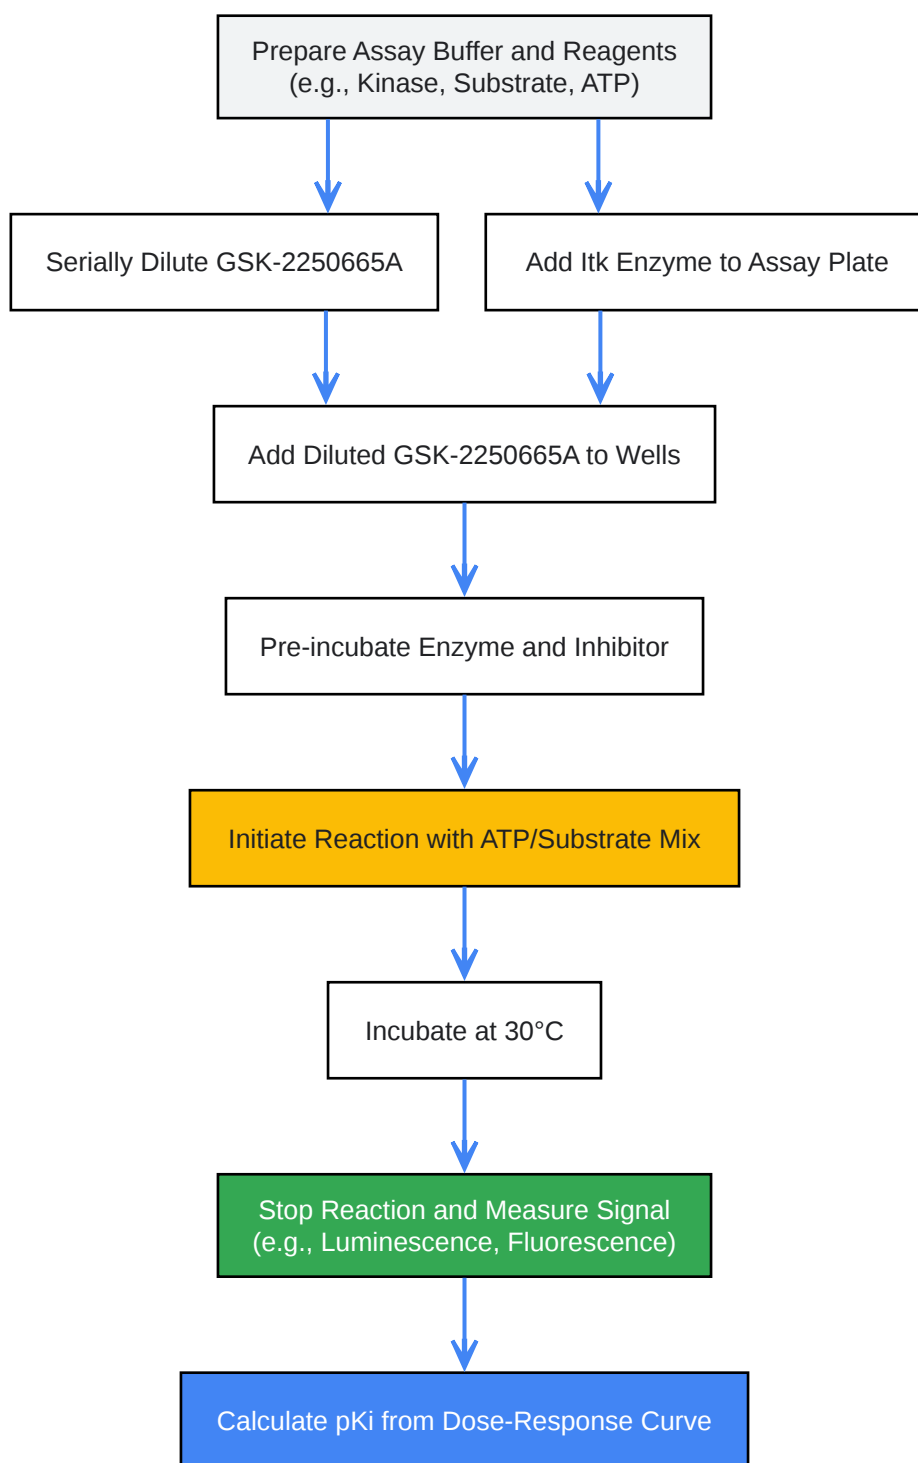 Prepare Assay Buffer and Reagents
(e.g., Kinase, Substrate, ATP)
Serially Dilute GSK-2250665A
Add Itk Enzyme to Assay Plate
Add Diluted GSK-2250665A to Wells
Pre-incubate Enzyme and Inhibitor
Initiate Reaction with ATP/Substrate Mix
Incubate at 30°C
Stop Reaction and Measure Signal
(e.g., Luminescence, Fluorescence)
Calculate pKi from Dose-Response Curve